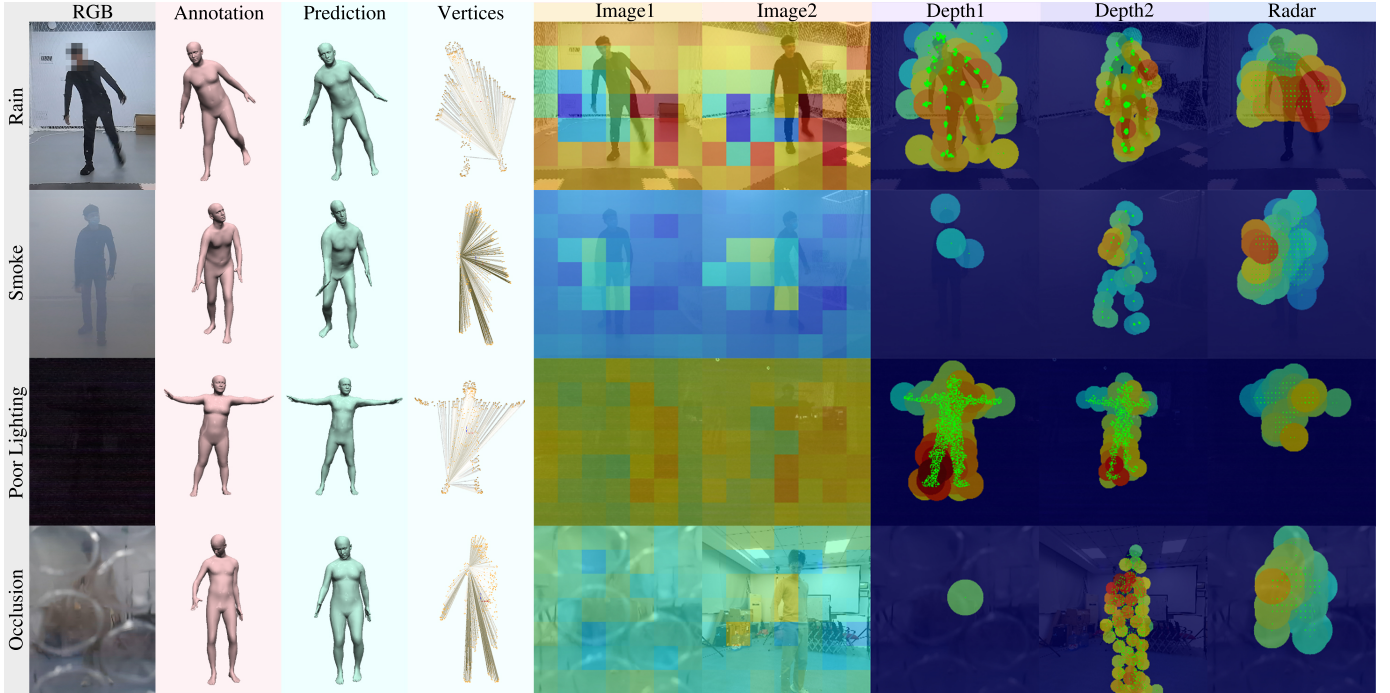 RGB Annotation Prediction Vertices Image1 Image2 Depth1 Depth2 Radar
Rain
Smoke
Poor Lighting
Occlusion